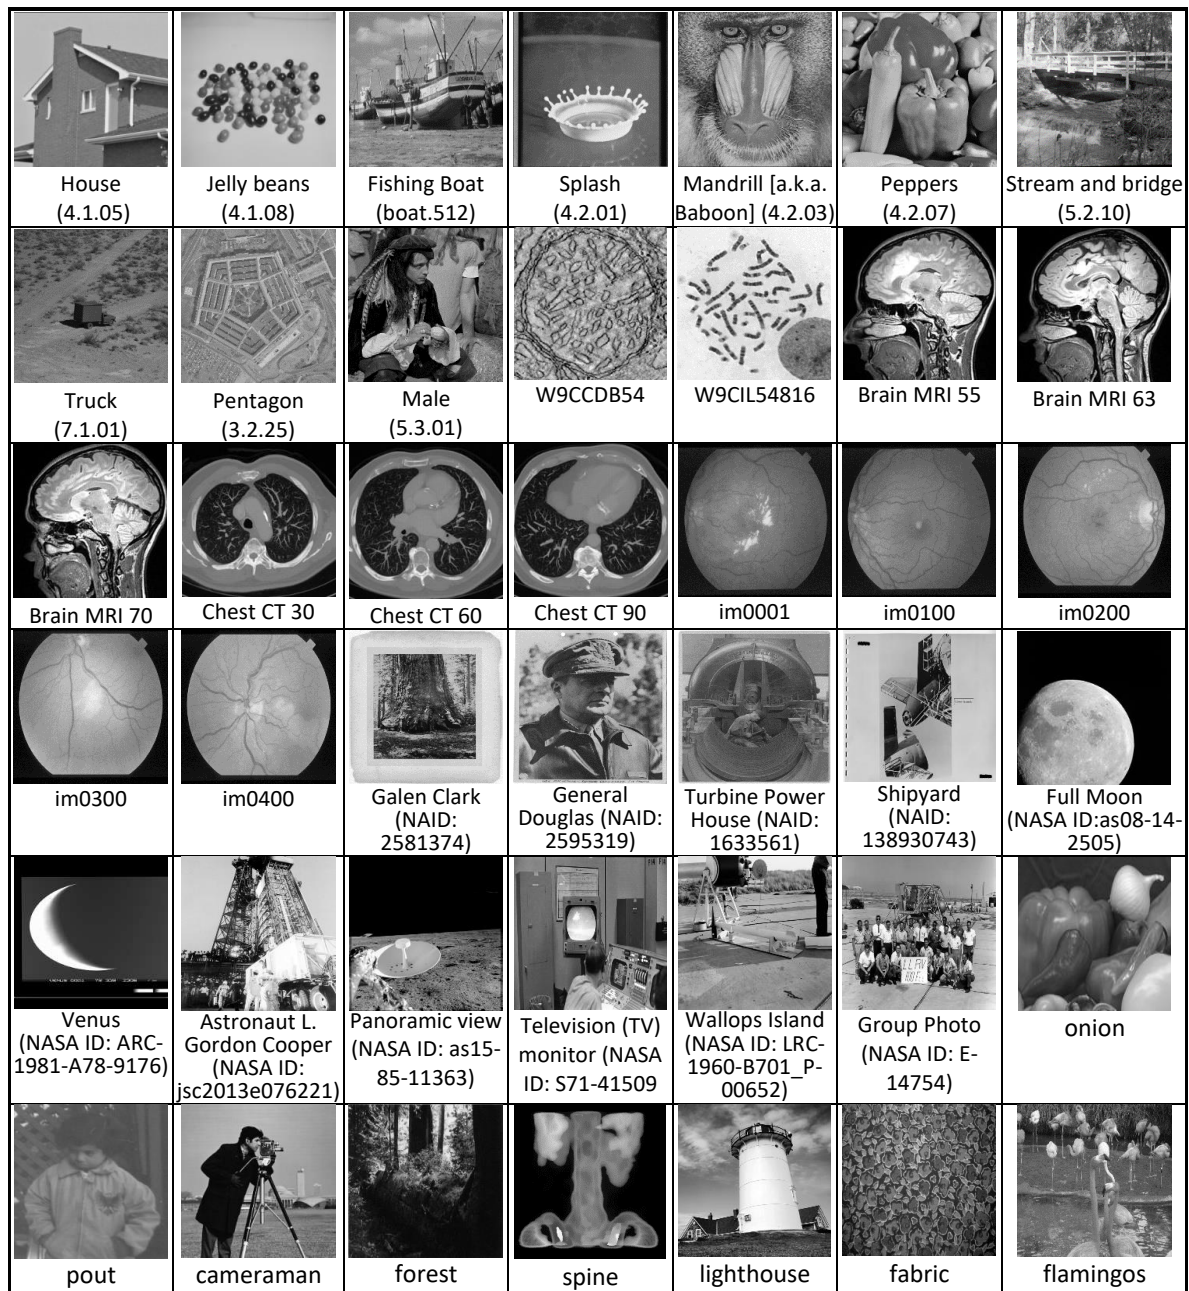 House
(4.1.05)
Jelly beans
(4.1.08)
Fishing Boat
(boat.512)
Splash
(4.2.01)
Mandrill [a.k.a.
Baboon] (4.2.03)
Peppers
(4.2.07)
Stream and bridge
(5.2.10)
Truck
(7.1.01)
Pentagon
(3.2.25)
Male
(5.3.01)
W9CCDB54
W9CIL54816
Brain MRI 55
Brain MRI 63
Brain MRI 70
Chest CT 30
Chest CT 60
Chest CT 90
im0001
im0100
im0200
im0300
im0400
Galen Clark
(NAID:
2581374)
General
Douglas (NAID:
2595319)
Turbine Power
House (NAID:
1633561)
Shipyard
(NAID:
138930743)
Full Moon
(NASA ID:as08-14-
2505)
Venus
(NASA ID: ARC-
1981-A78-9176)
Astronaut L.
Gordon Cooper
(NASA ID:
jsc2013e076221)
Panoramic view
(NASA ID: as15-
85-11363)
Television (TV)
monitor (NASA
ID: S71-41509
Wallops Island
(NASA ID: LRC-
1960-B701_P-
00652)
Group Photo
(NASA ID: E-
14754)
onion
pout
cameraman
forest
spine
lighthouse
fabric
flamingos